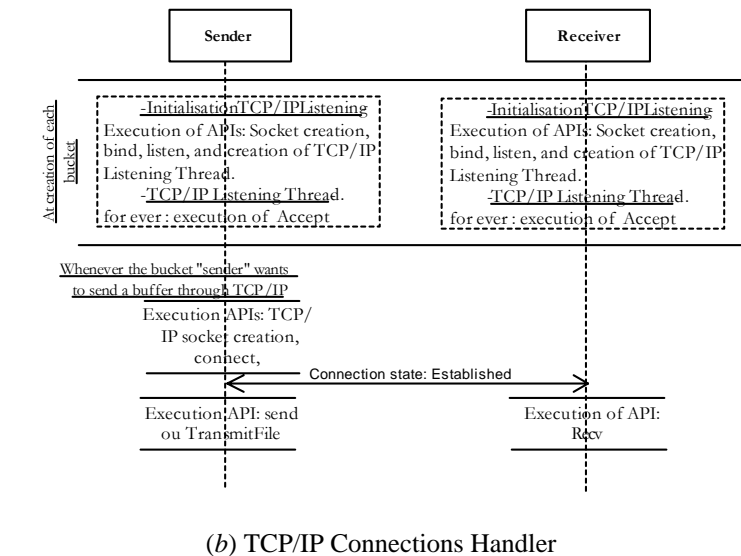 Sender
Receiver
At creation of each
bucket
-InitialisationTCP/IPListening
Execution of APIs: Socket creation,
bind, listen, and creation of TCP/IP
Listening Thread.
-TCP/IP Listening Thread.
for ever : execution of Accept
-InitialisationTCP/IPListening
Execution of APIs: Socket creation,
bind, listen, and creation of TCP/IP
Listening Thread.
-TCP/IP Listening Thread.
for ever : execution of Accept
Whenever the bucket "sender" wants
to send a buffer through TCP/IP
Execution APIs: TCP/
IP socket creation,
connect,
Connection state: Established
Execution API: send
ou TransmitFile
Execution of API:
Recv
(b) TCP/IP Connections Handler